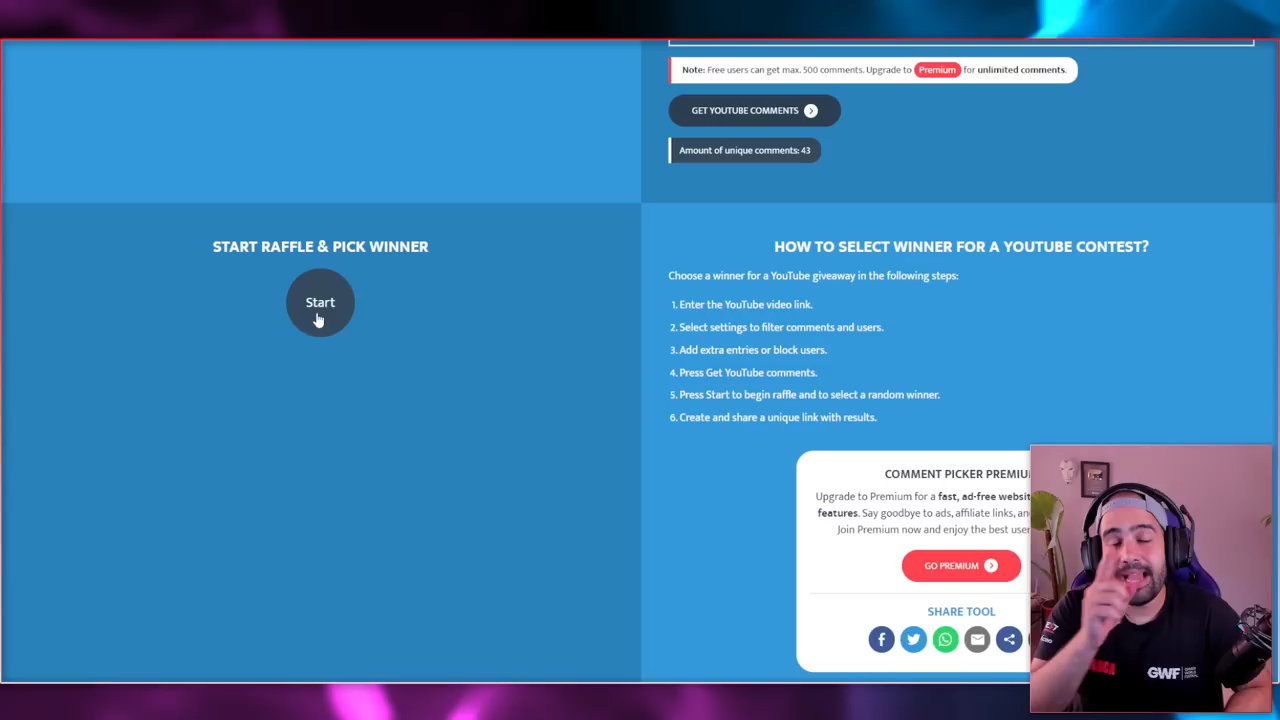 Note: Free users can get max. 500 comments. Upgrade to Premium for unlimited comments.
GET YOUTUBE COMMENTS
Amount of unique comments: 43
START RAFFLE & PICK WINNER
Start
HOW TO SELECT WINNER FOR A YOUTUBE CONTEST?
Choose a winner for a YouTube giveaway in the following steps:
1. Enter the YouTube video link.
2. Select settings to filter comments and users.
3. Add extra entries or block users.
4. Press Get YouTube comments.
5. Press Start to begin raffle and to select a random winner.
6. Create and share a unique link with results.
COMMENT PICKER PREMIU
Upgrade to Premium for a fast, ad-free websit
features. Say goodbye to ads, affiliate links, an
Join Premium now and enjoy the best use
GO PREMIUM
SHARE TOOL
GWF